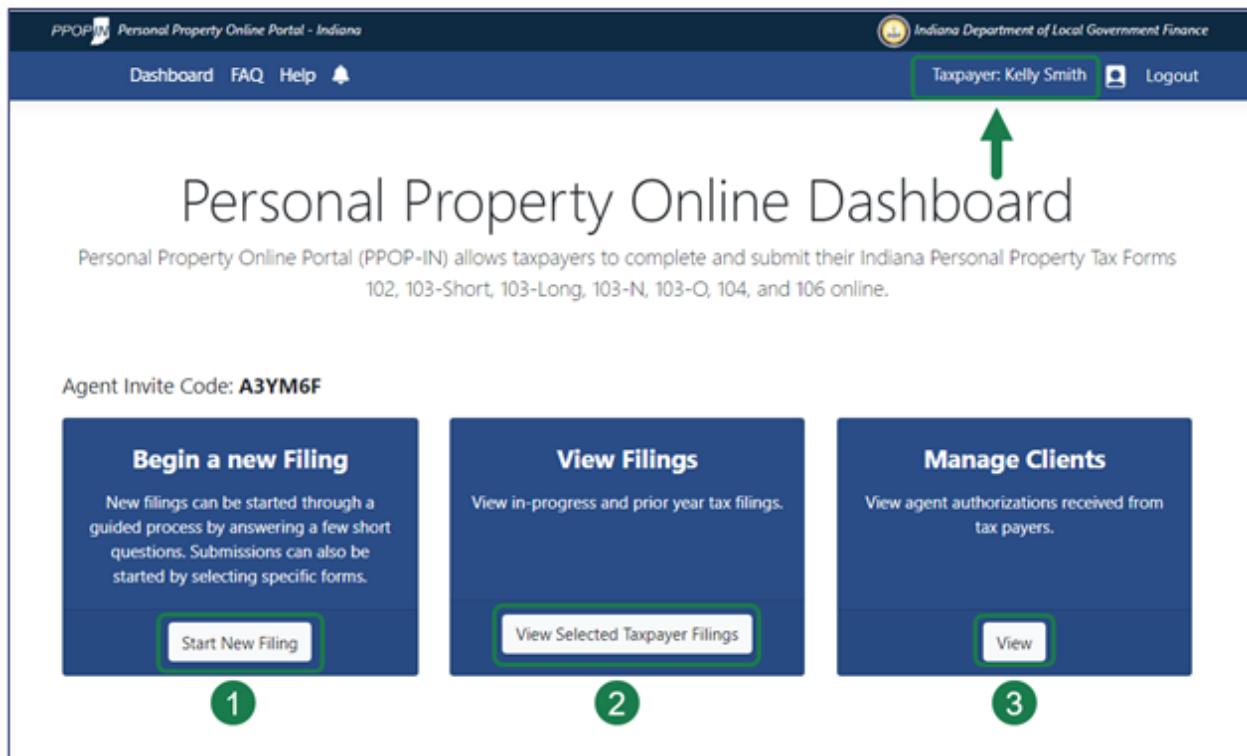 PPOP IN Personal Property Online Portal - Indiana
Indiana Department of Local Government Finance
Dashboard FAQ Help
Taxpayer: Kelly Smith
Logout
Personal Property Online Dashboard
Personal Property Online Portal (PPOP-IN) allows taxpayers to complete and submit their Indiana Personal Property Tax Forms
102, 103-Short, 103-Long, 103-N, 103-O, 104, and 106 online.
Agent Invite Code: A3YM6F
Begin a new Filing
New filings can be started through a
guided process by answering a few short
questions. Submissions can also be
started by selecting specific forms.
Start New Filing
1
View Filings
View in-progress and prior year tax filings.
View Selected Taxpayer Filings
2
Manage Clients
View agent authorizations received from
tax payers.
View
3